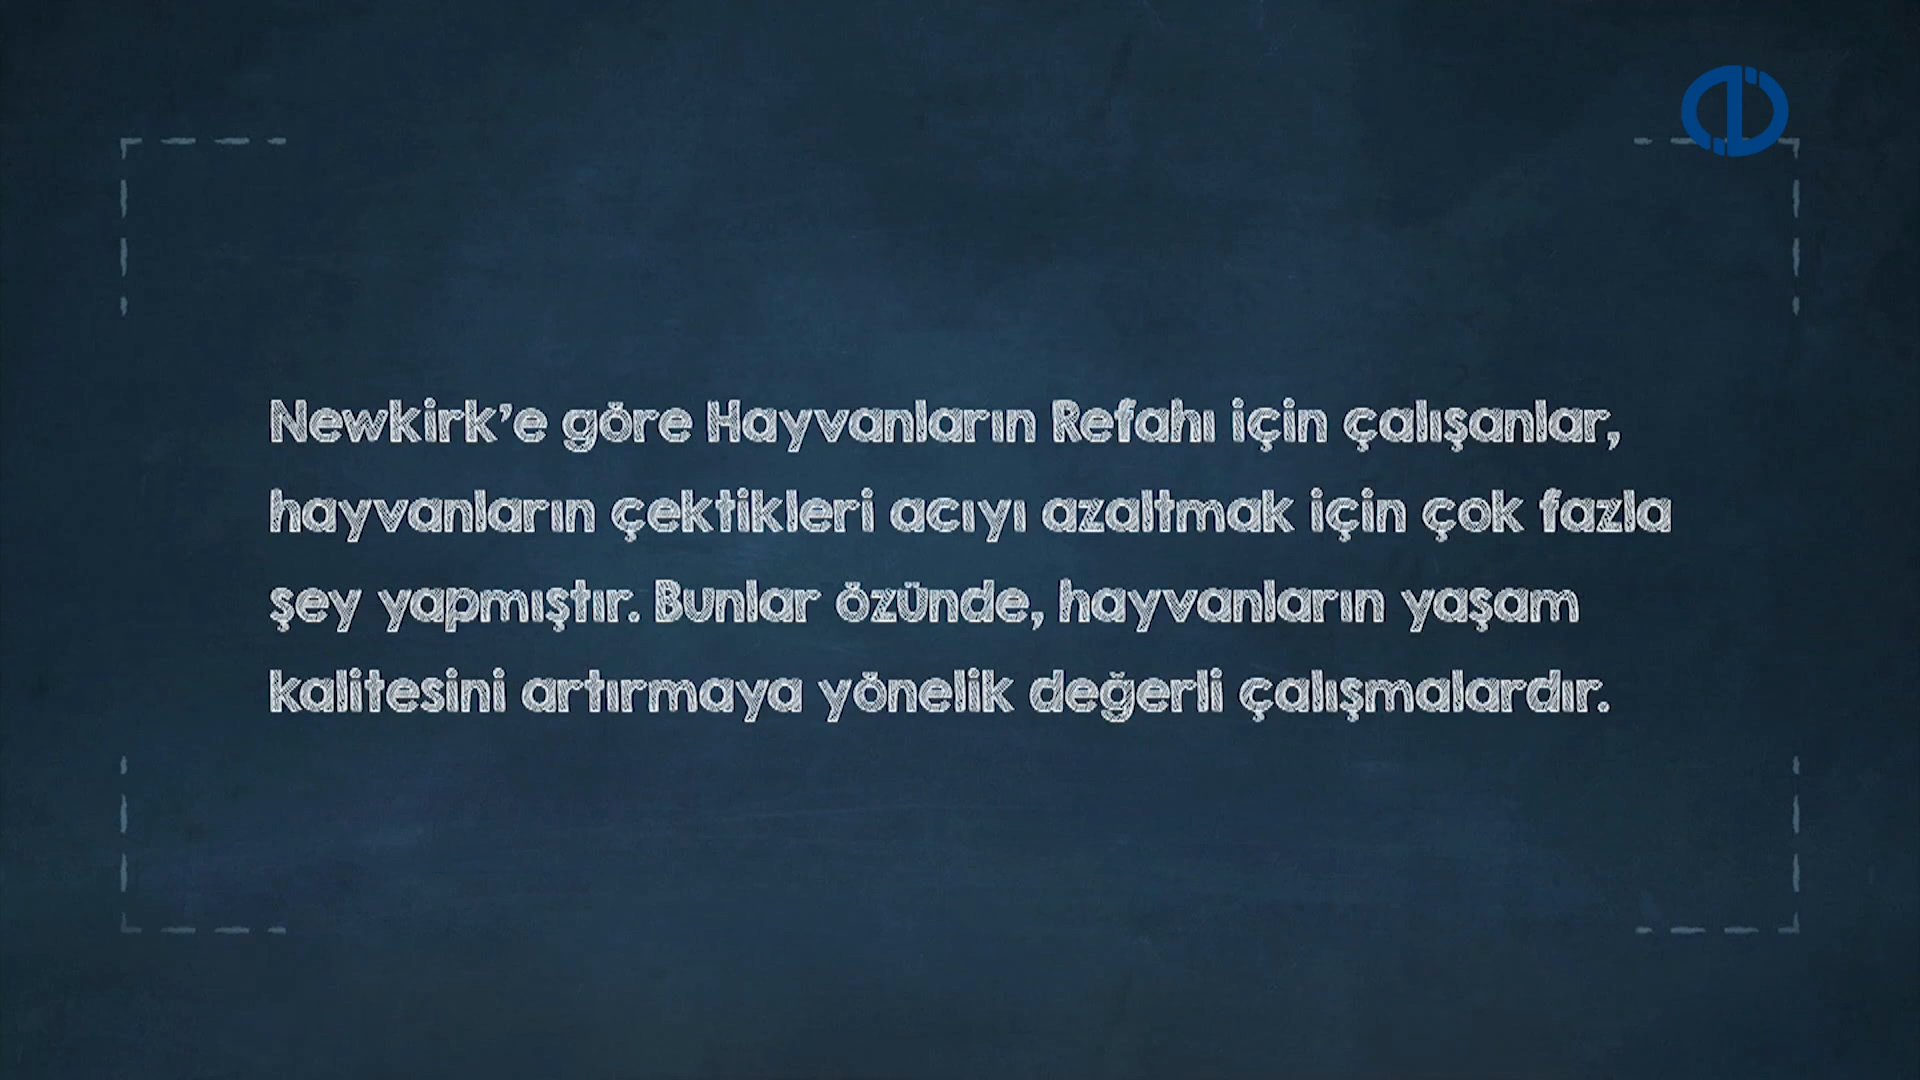 Newkirk'e göre Hayvanların Refahı için çalışanlar,
hayvanların çektikleri acıyı azaltmak için çok fazla
şey yapmıştır. Bunlar özünde, hayvanların yaşam
kalitesini artırmaya yönelik değerli çalışmalardır.